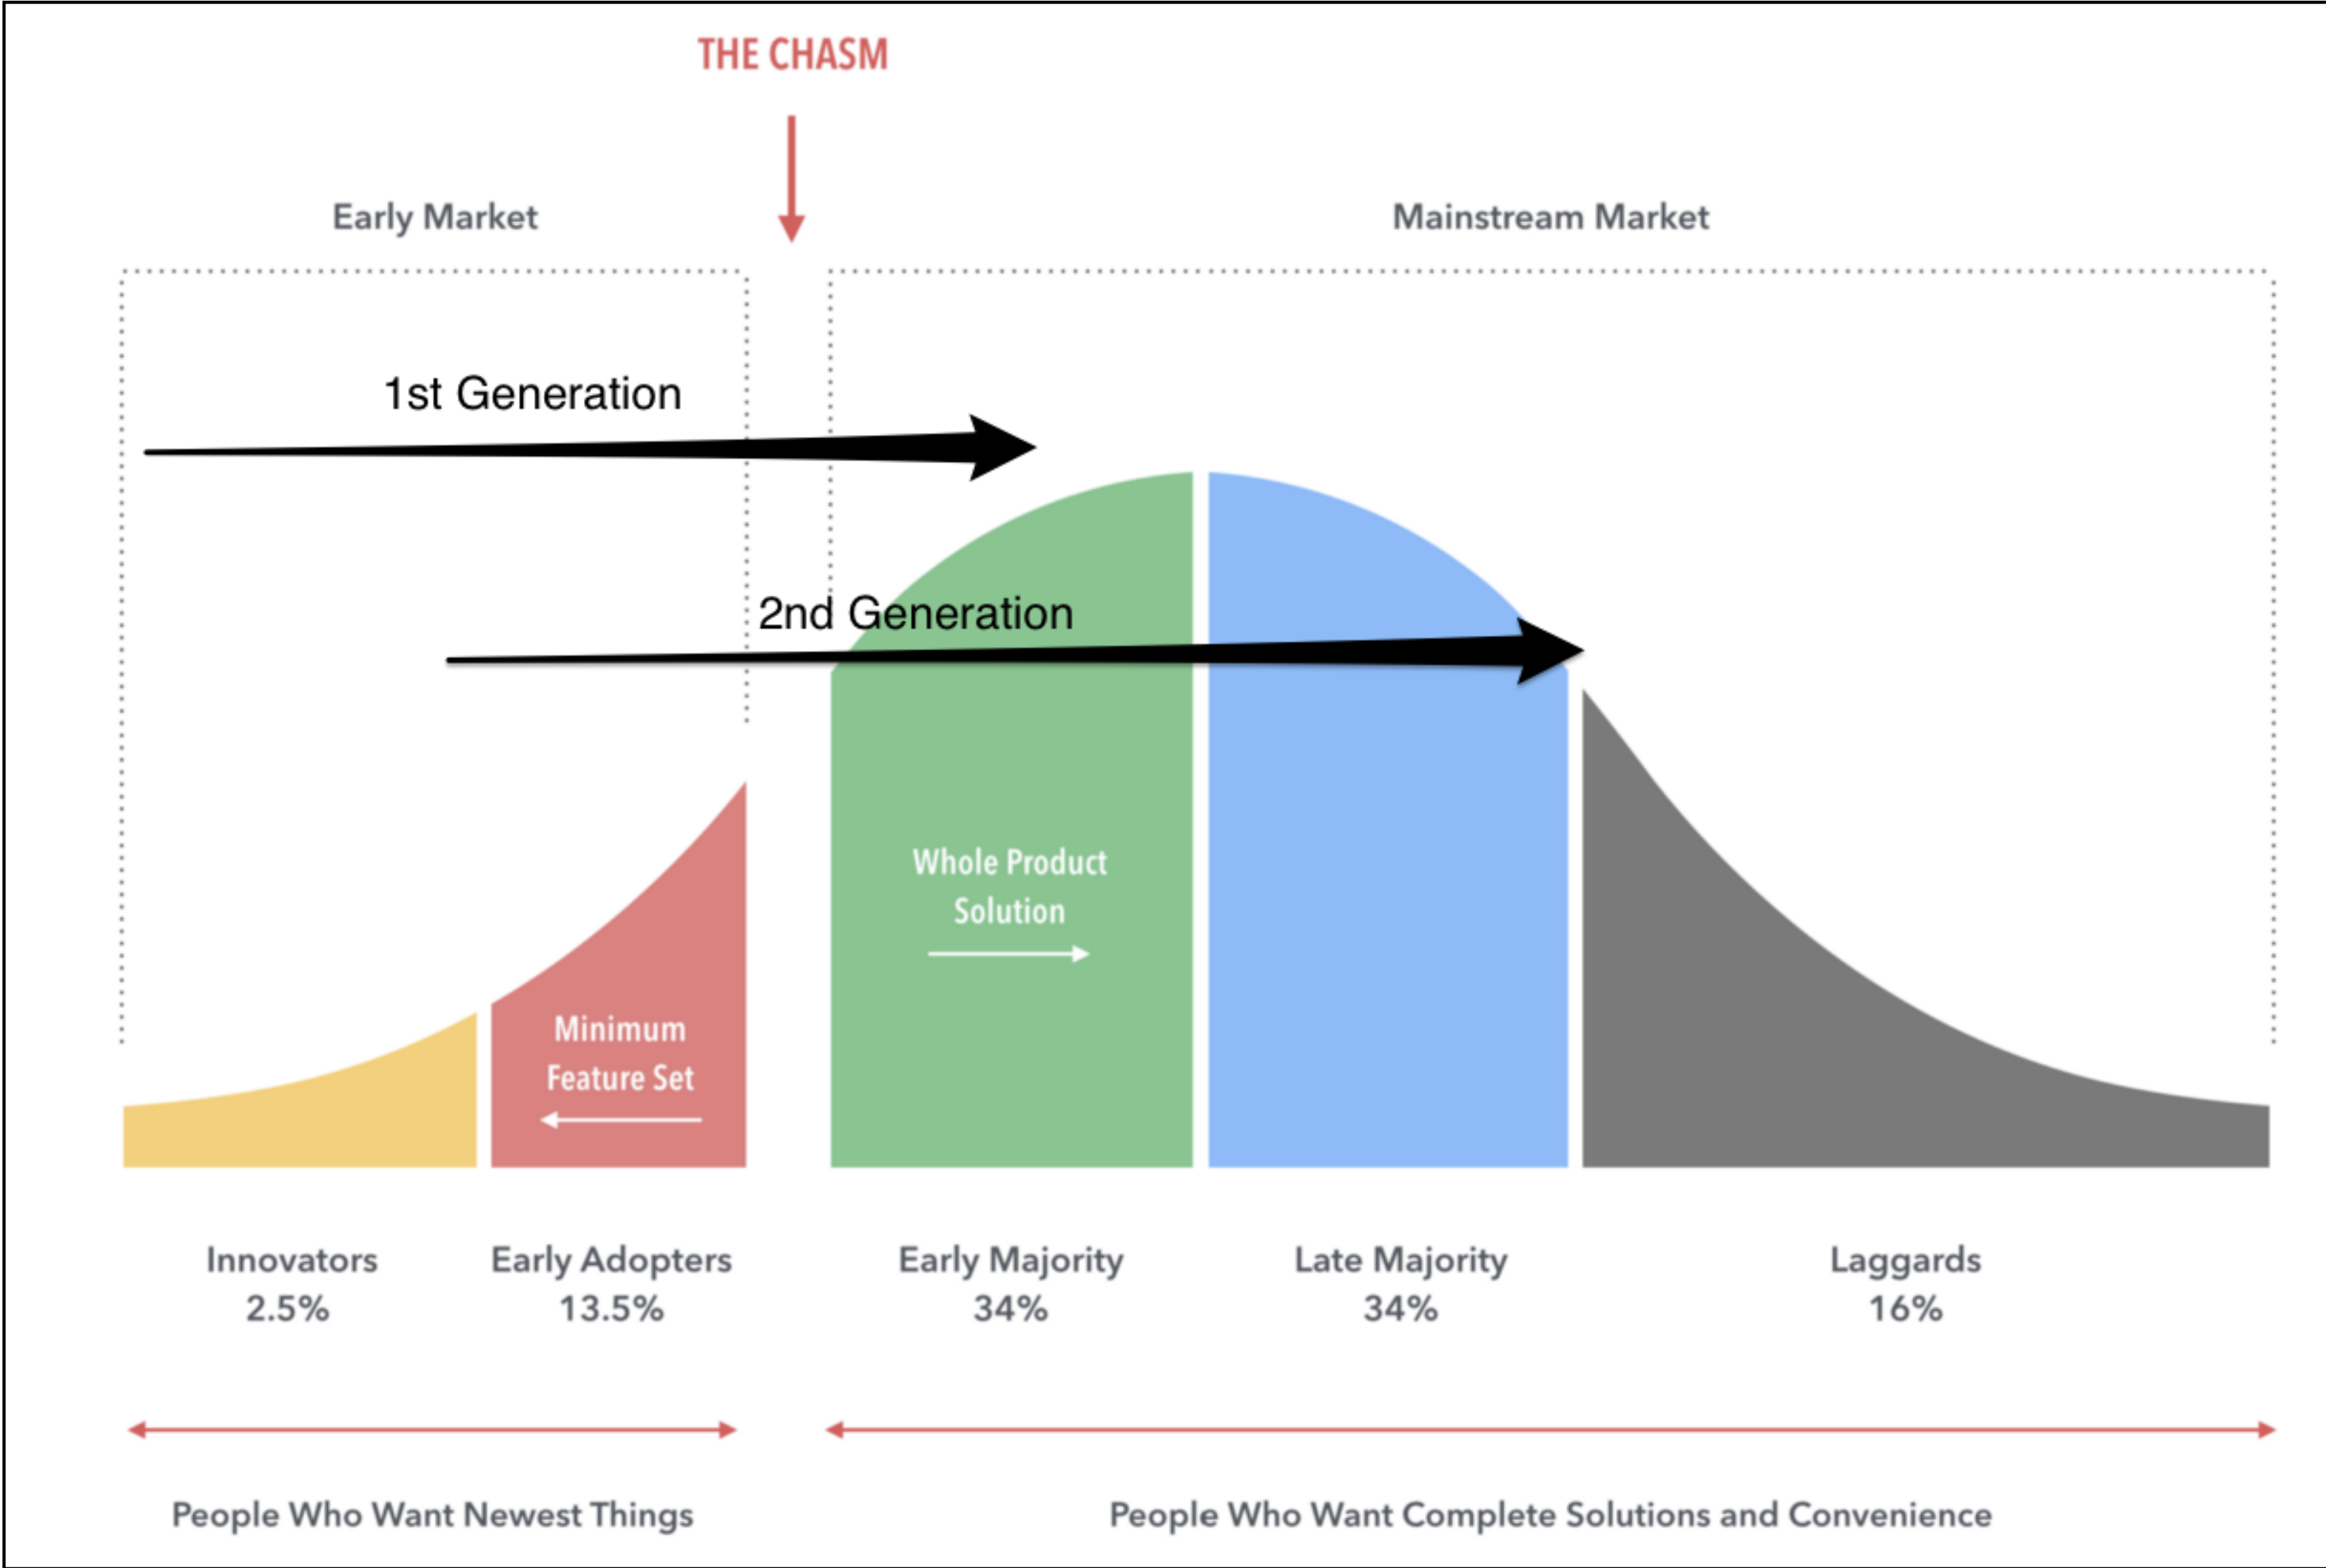 THE CHASM
Early Market
Mainstream Market
1st Generation
2nd Generation
Whole Product
Solution
Minimum
Feature Set
Innovators
2.5%
Early Adopters
13.5%
Early Majority
34%
Late Majority
34%
Laggards
16%
People Who Want Newest Things
People Who Want Complete Solutions and Convenience